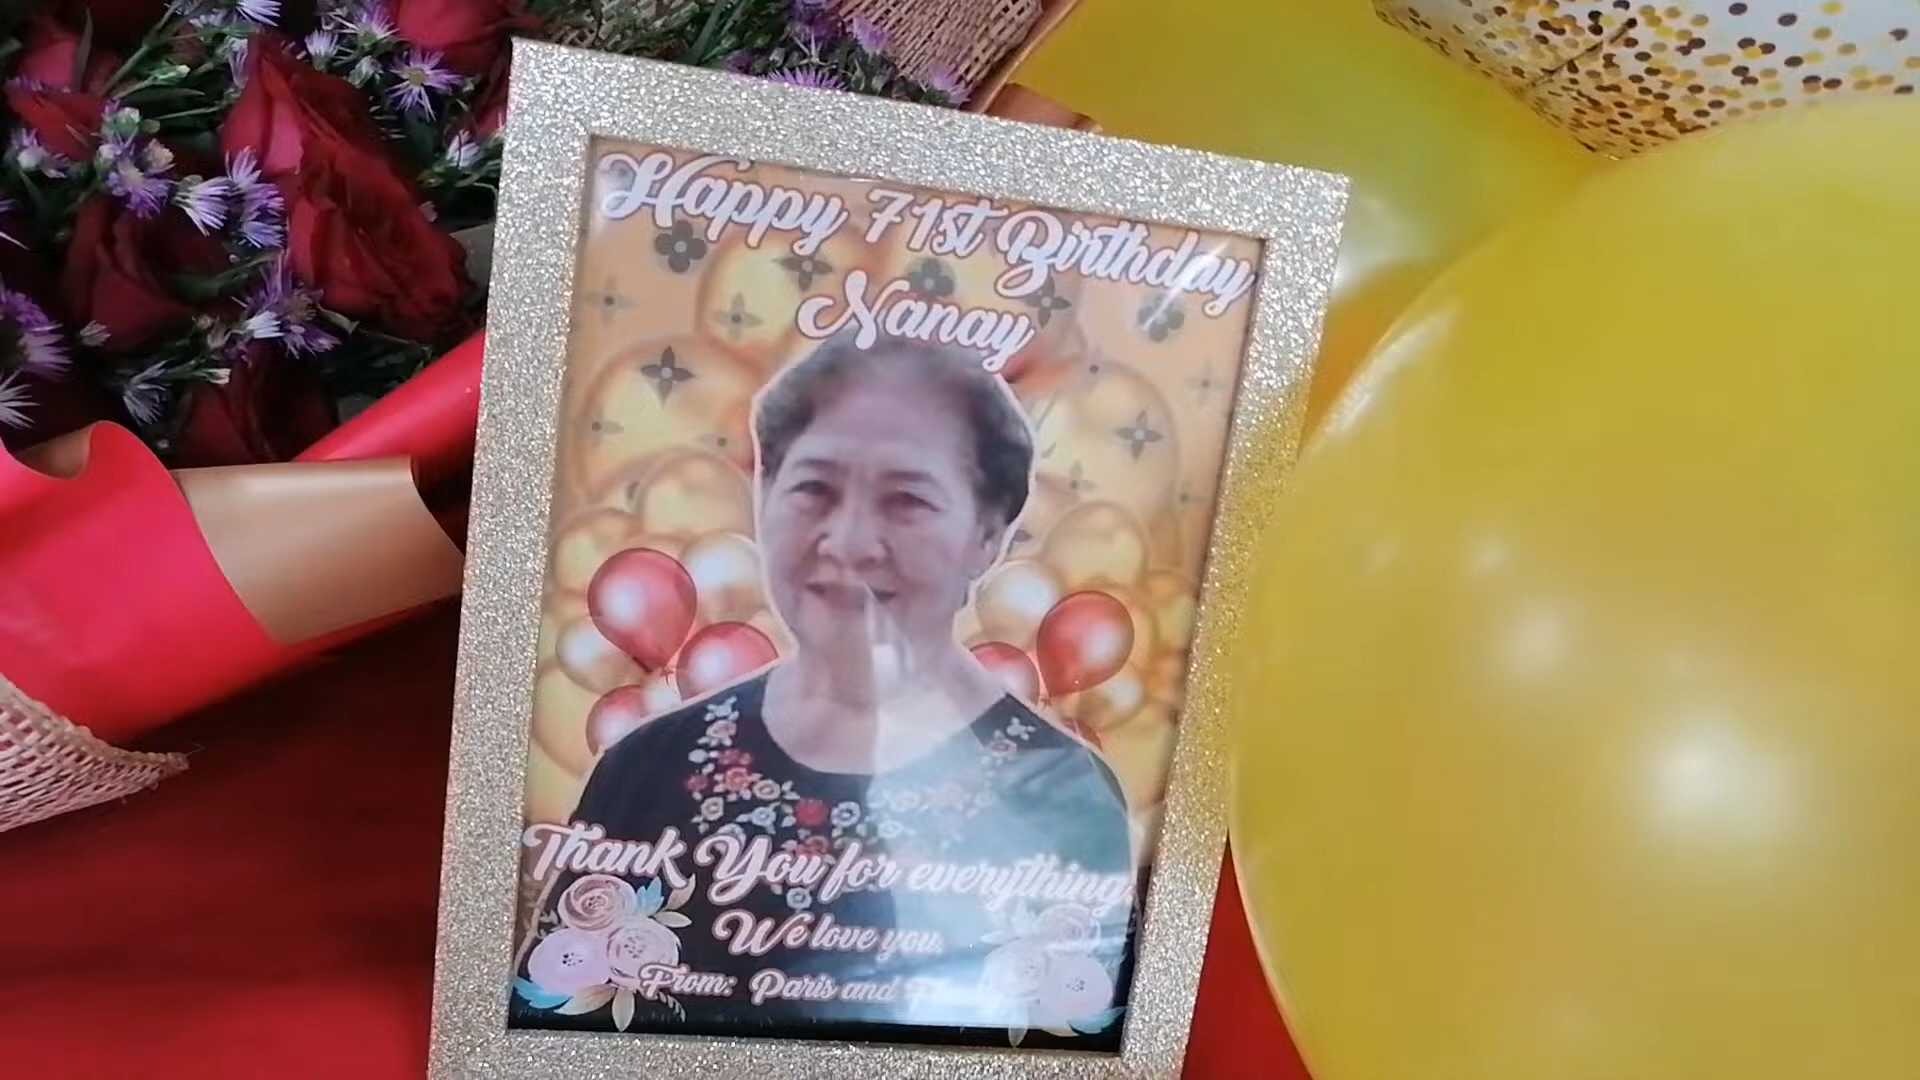 Happy 71st Birthday
Nanay
Thank You for everything.
We love you.
From: Paris and